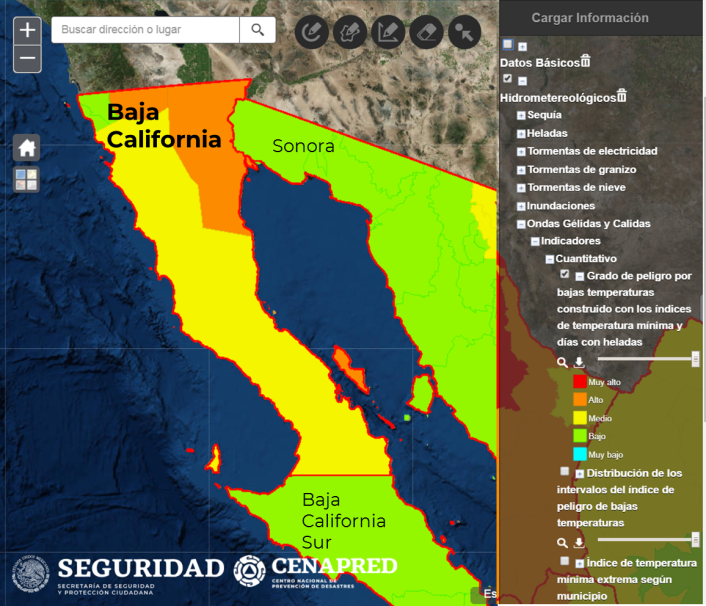 Buscar dirección o lugar
Baja
California
Sonora
Baja
California
Sur
SEGURIDAD
SECRETARÍA DE SEGURIDAD
Y PROTECCIÓN CIUDADANA
CENAPRED
CENTRO NACIONAL DE
PREVENCIÓN DE DESASTRES
Es
Cargar Información
Datos Básicos
Hidrometereológicos
Sequía
Heladas
Tormentas de electricidad
Tormentas de granizo
Tormentas de nieve
Inundaciones
Ondas Gélidas y Calidas
Indicadores
Cuantitativo
Grado de peligro por
bajas temperaturas
construido con los índices
de temperatura mínima y
días con heladas
Muy alto
Alto
Medio
Bajo
Muy bajo
Distribución de los
intervalos del índice de
peligro de bajas
temperaturas
Índice de temperatura
mínima extrema según
municipio